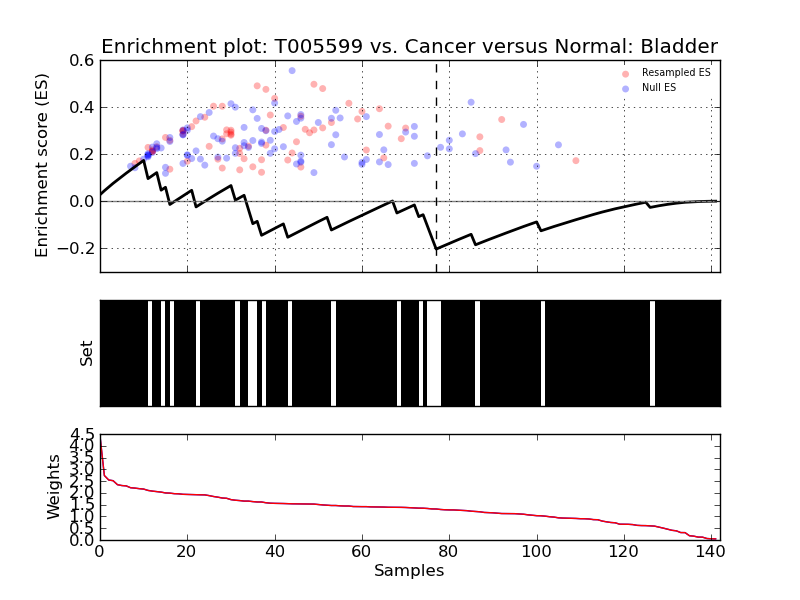 Enrichment plot: T005599 vs. Cancer versus Normal: Bladder
Enrichment score (ES)
0.6
0.4
0.2
0.0
−0.2
Resampled ES
Null ES
Set
Weights
4.5
4.0
3.5
3.0
2.5
2.0
1.5
1.0
0.5
0.0
0 20 40 60 80 100 120 140
Samples